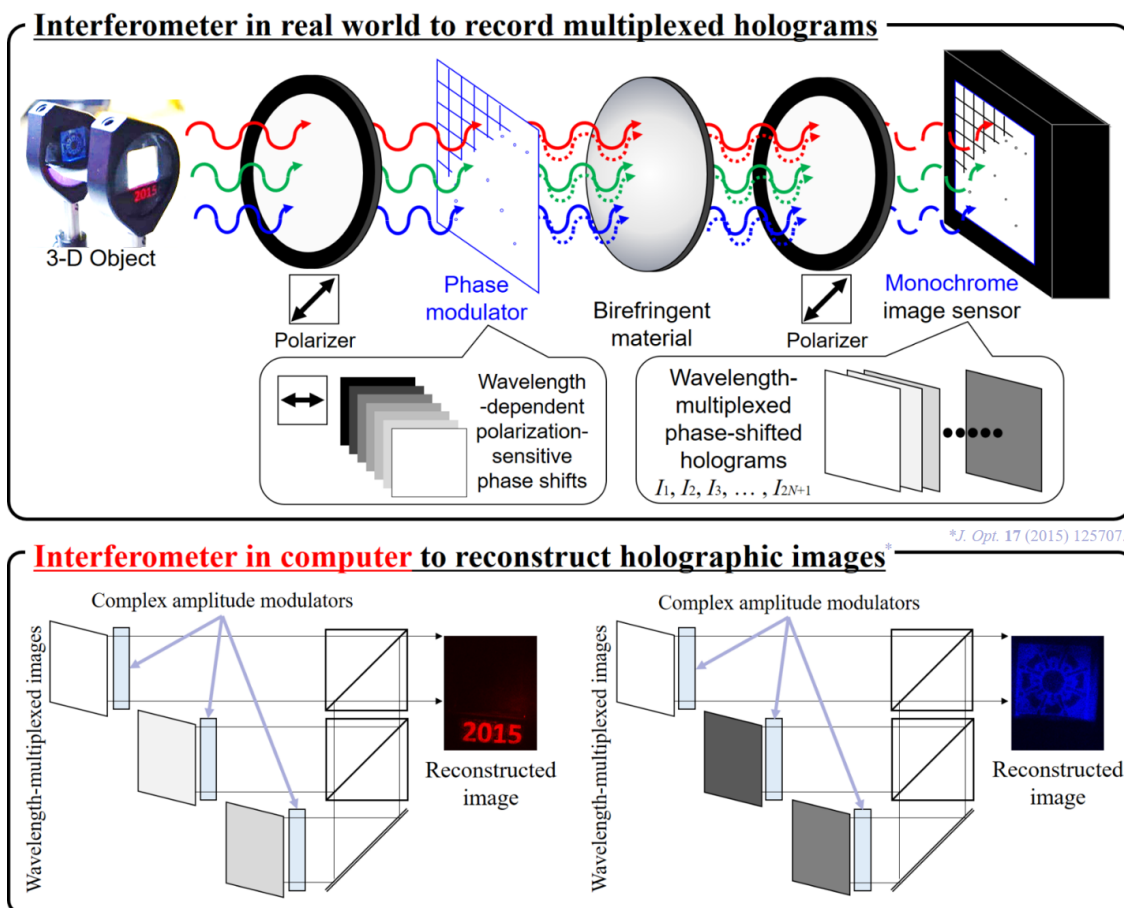 Interferometer in real world to record multiplexed holograms
2015
3-D Object
Polarizer
Phase
modulator
Birefringent
material
Polarizer
Monochrome
image sensor
Wavelength
-dependent
polarization-
sensitive
phase shifts
Wavelength-
multiplexed
phase-shifted
holograms
I1, I2, I3, … , I2N+1
*J. Opt. 17 (2015) 125707.
Interferometer in computer to reconstruct holographic images*
Complex amplitude modulators
Wavelength-multiplexed images
2015
Reconstructed
image
Complex amplitude modulators
Wavelength-multiplexed images
Reconstructed
image